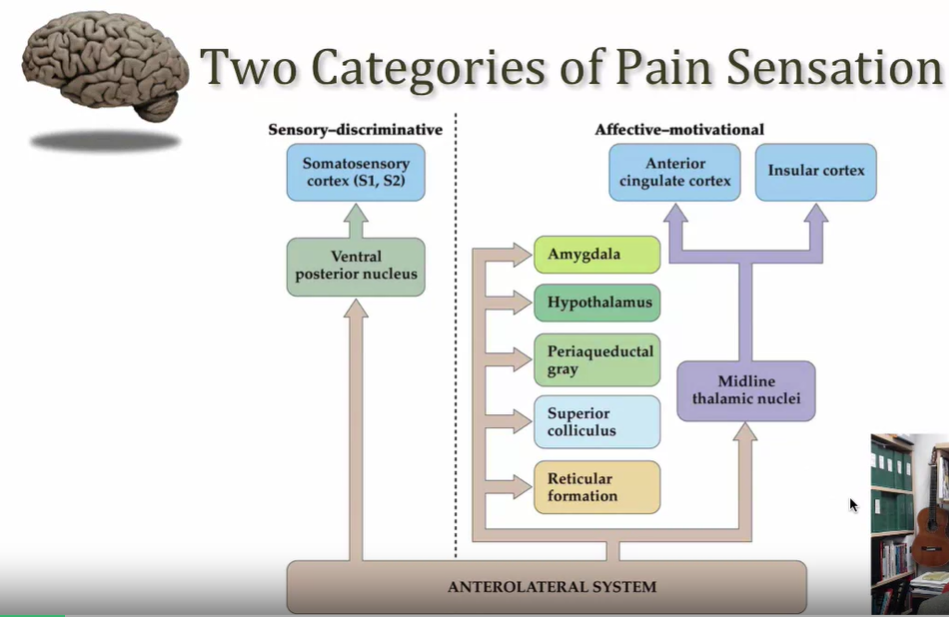 Two Categories of Pain Sensation
Sensory–discriminative
Affective–motivational
Somatosensory
cortex (S1, S2)
Anterior
cingulate cortex
Insular cortex
Ventral
posterior nucleus
Amygdala
Hypothalamus
Periaqueductal
gray
Superior
colliculus
Reticular
formation
Midline
thalamic nuclei
ANTEROLATERAL SYSTEM